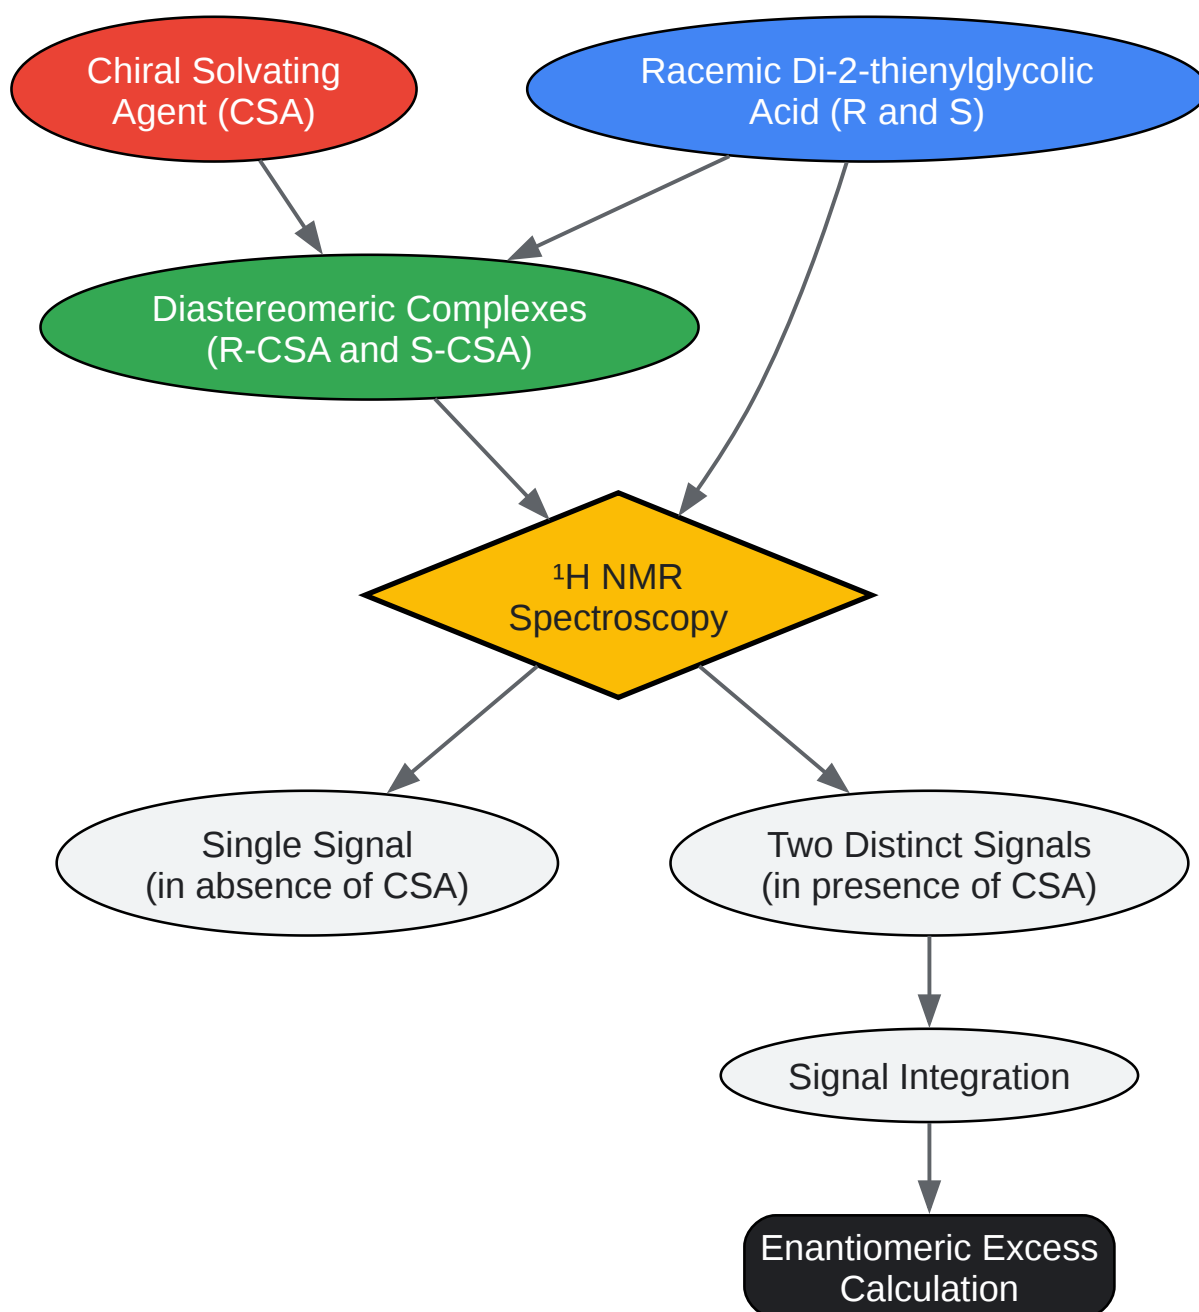 Chiral Solvating
Agent (CSA)
Racemic Di-2-thienylglycolic
Acid (R and S)
Diastereomeric Complexes
(R-CSA and S-CSA)
¹H NMR
Spectroscopy
Single Signal
(in absence of CSA)
Two Distinct Signals
(in presence of CSA)
Signal Integration
Enantiomeric Excess
Calculation